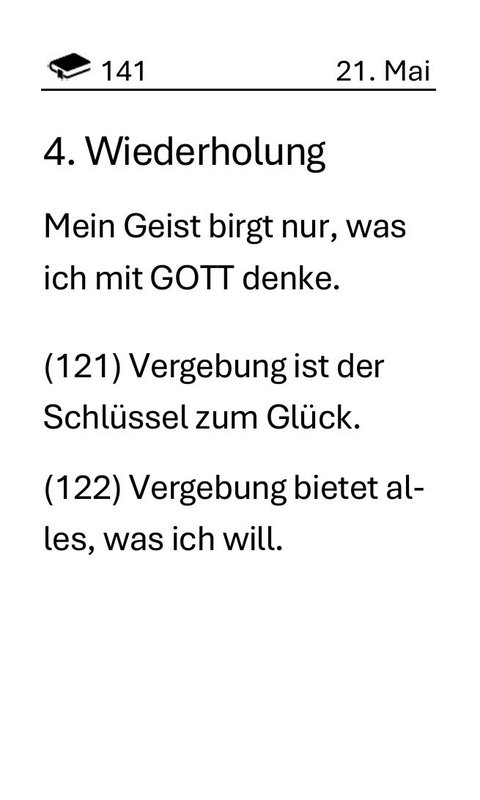 141 21. Mai
4. Wiederholung
Mein Geist birgt nur, was
ich mit GOTT denke.
(121) Vergebung ist der
Schlüssel zum Glück.
(122) Vergebung bietet al-
les, was ich will.